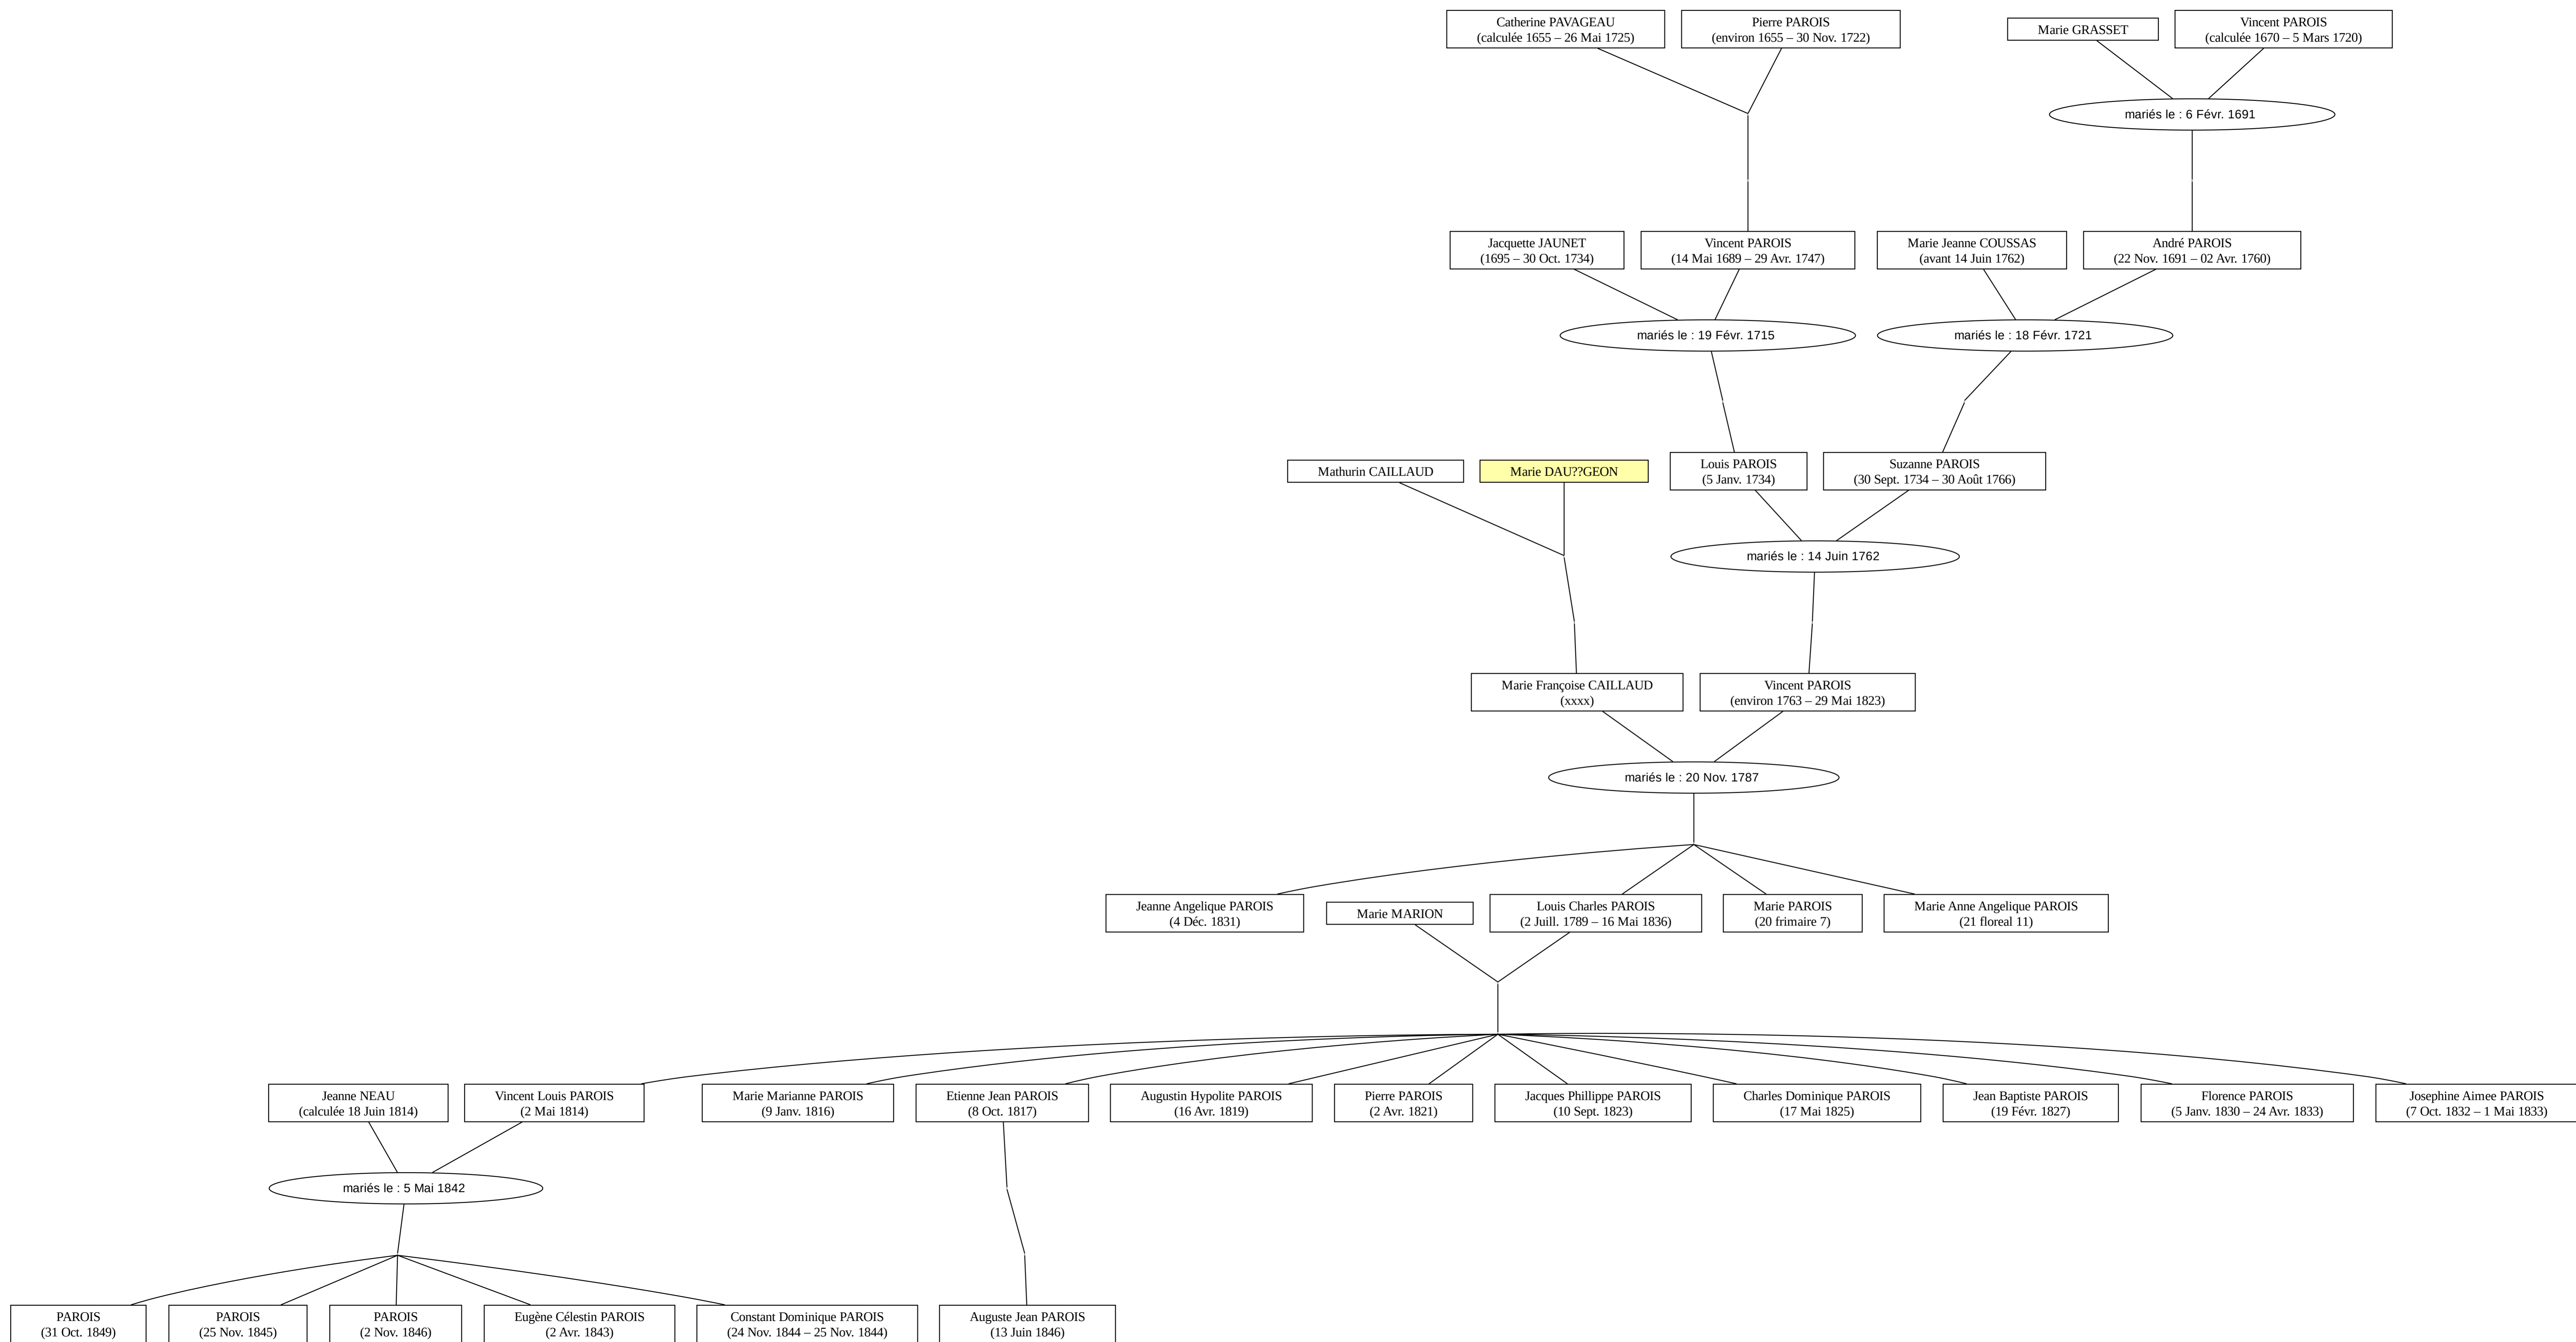 Catherine PAVAGEAU
(calculée 1655 – 26 Mai 1725)
Pierre PAROIS
(environ 1655 – 30 Nov. 1722)
Marie GRASSET
Vincent PAROIS
(calculée 1670 – 5 Mars 1720)
mariés le : 6 Févr. 1691
Jacquette JAUNET
(1695 – 30 Oct. 1734)
Vincent PAROIS
(14 Mai 1689 – 29 Avr. 1747)
Marie Jeanne COUSSAS
(avant 14 Juin 1762)
André PAROIS
(22 Nov. 1691 – 02 Avr. 1760)
mariés le : 19 Févr. 1715
mariés le : 18 Févr. 1721
Mathurin CAILLAUD
Marie DAU??GEON
Louis PAROIS
(5 Janv. 1734)
Suzanne PAROIS
(30 Sept. 1734 – 30 Août 1766)
mariés le : 14 Juin 1762
Marie Françoise CAILLAUD
(xxxx)
Vincent PAROIS
(environ 1763 – 29 Mai 1823)
mariés le : 20 Nov. 1787
Jeanne Angelique PAROIS
(4 Déc. 1831)
Marie MARION
Louis Charles PAROIS
(2 Juill. 1789 – 16 Mai 1836)
Marie PAROIS
(20 frimaire 7)
Marie Anne Angelique PAROIS
(21 floreal 11)
Jeanne NEAU
(calculée 18 Juin 1814)
Vincent Louis PAROIS
(2 Mai 1814)
Marie Marianne PAROIS
(9 Janv. 1816)
Etienne Jean PAROIS
(8 Oct. 1817)
Augustin Hypolite PAROIS
(16 Avr. 1819)
Pierre PAROIS
(2 Avr. 1821)
Jacques Phillippe PAROIS
(10 Sept. 1823)
Charles Dominique PAROIS
(17 Mai 1825)
Jean Baptiste PAROIS
(19 Févr. 1827)
Florence PAROIS
(5 Janv. 1830 – 24 Avr. 1833)
Josephine Aimee PAROIS
(7 Oct. 1832 – 1 Mai 1833)
mariés le : 5 Mai 1842
PAROIS
(31 Oct. 1849)
PAROIS
(25 Nov. 1845)
PAROIS
(2 Nov. 1846)
Eugène Célestin PAROIS
(2 Avr. 1843)
Constant Dominique PAROIS
(24 Nov. 1844 – 25 Nov. 1844)
Auguste Jean PAROIS
(13 Juin 1846)